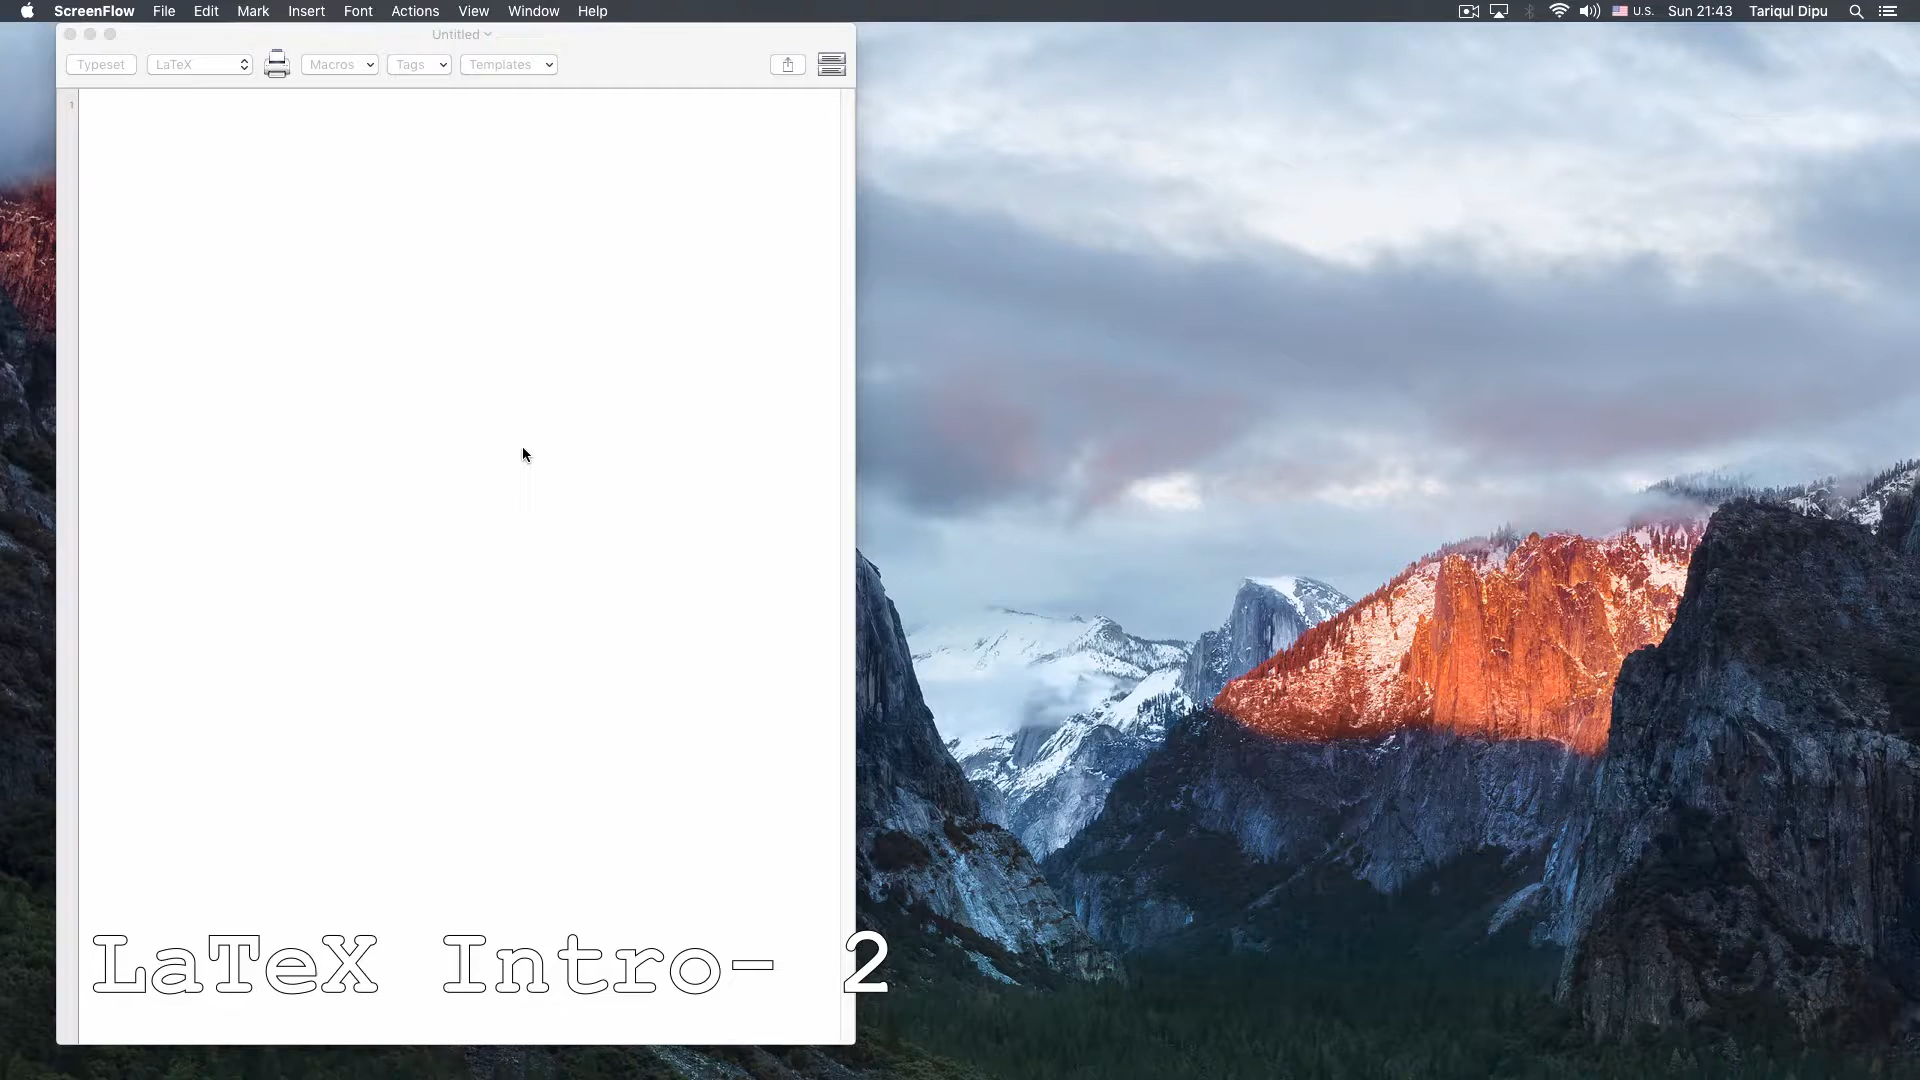 ScreenFlow File Edit Mark Insert Font Actions View Window Help U.S. Sun 21:43 Tariqul Dipu
Untitled
Typeset LaTeX Macros Tags Templates
1
LaTeX Intro- 2